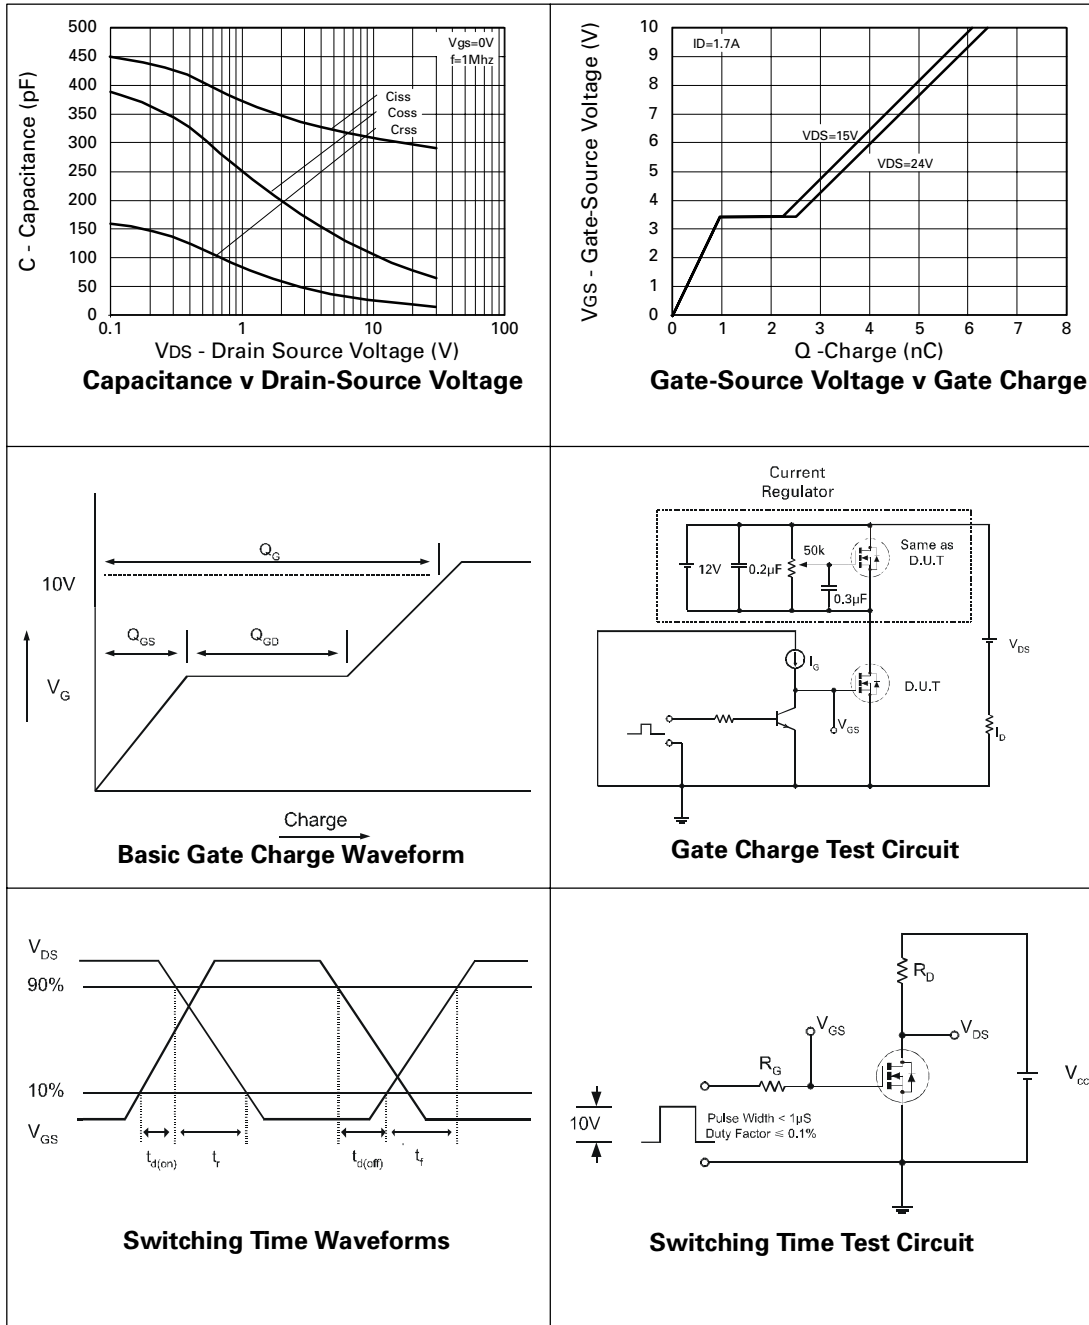 500
450
400
350
300
250
200
150
100
50
0
C - Capacitance (pF)
Vgs=0V
f=1Mhz
Ciss
Coss
Crss
0.1
1
10
100
VDS - Drain Source Voltage (V)
Capacitance v Drain-Source Voltage
10
9
8
7
6
5
4
3
2
1
0
VGS - Gate-Source Voltage (V)
ID=1.7A
VDS=15V
VDS=24V
0
1
2
3
4
5
6
7
8
Q -Charge (nC)
Gate-Source Voltage v Gate Charge
QG
10V
QGS
QGD
VG
Charge
Basic Gate Charge Waveform
Current
Regulator
12V
0.2µF
50k
0.3µF
Same as
D.U.T
IG
VDS
D.U.T
VGS
ID
Gate Charge Test Circuit
VDS
90%
10%
VGS
td(on)
tr
td(off)
tf
Switching Time Waveforms
RD
VGS
VDS
RG
Vcc
10V
Pulse Width < 1µS
Duty Factor ≤ 0.1%
Switching Time Test Circuit